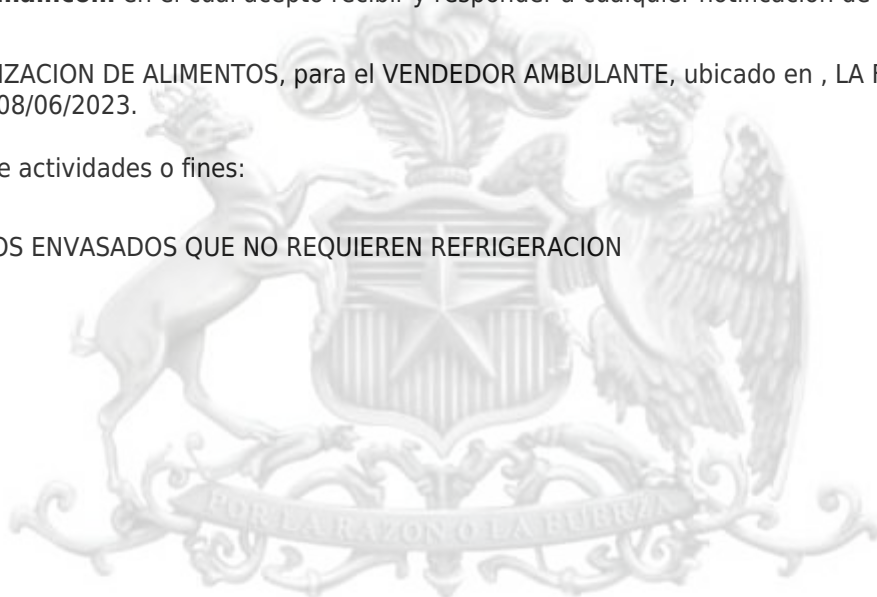 en el cual acepto recibir y responder a cualquier notificación de
IZACION DE ALIMENTOS, para el VENDEDOR AMBULANTE, ubicado en , LA
08/06/2023.
e actividades o fines:
OS ENVASADOS QUE NO REQUIEREN REFRIGERACION
POR LA RAZON O LA FUERZA